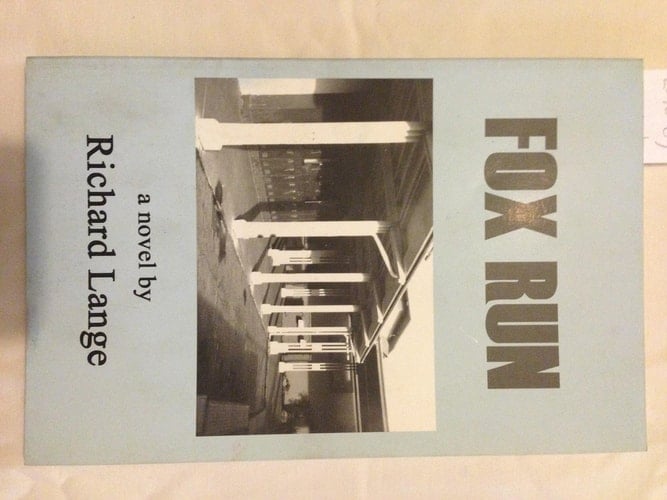 FOX RUN
a novel by
Richard Lange